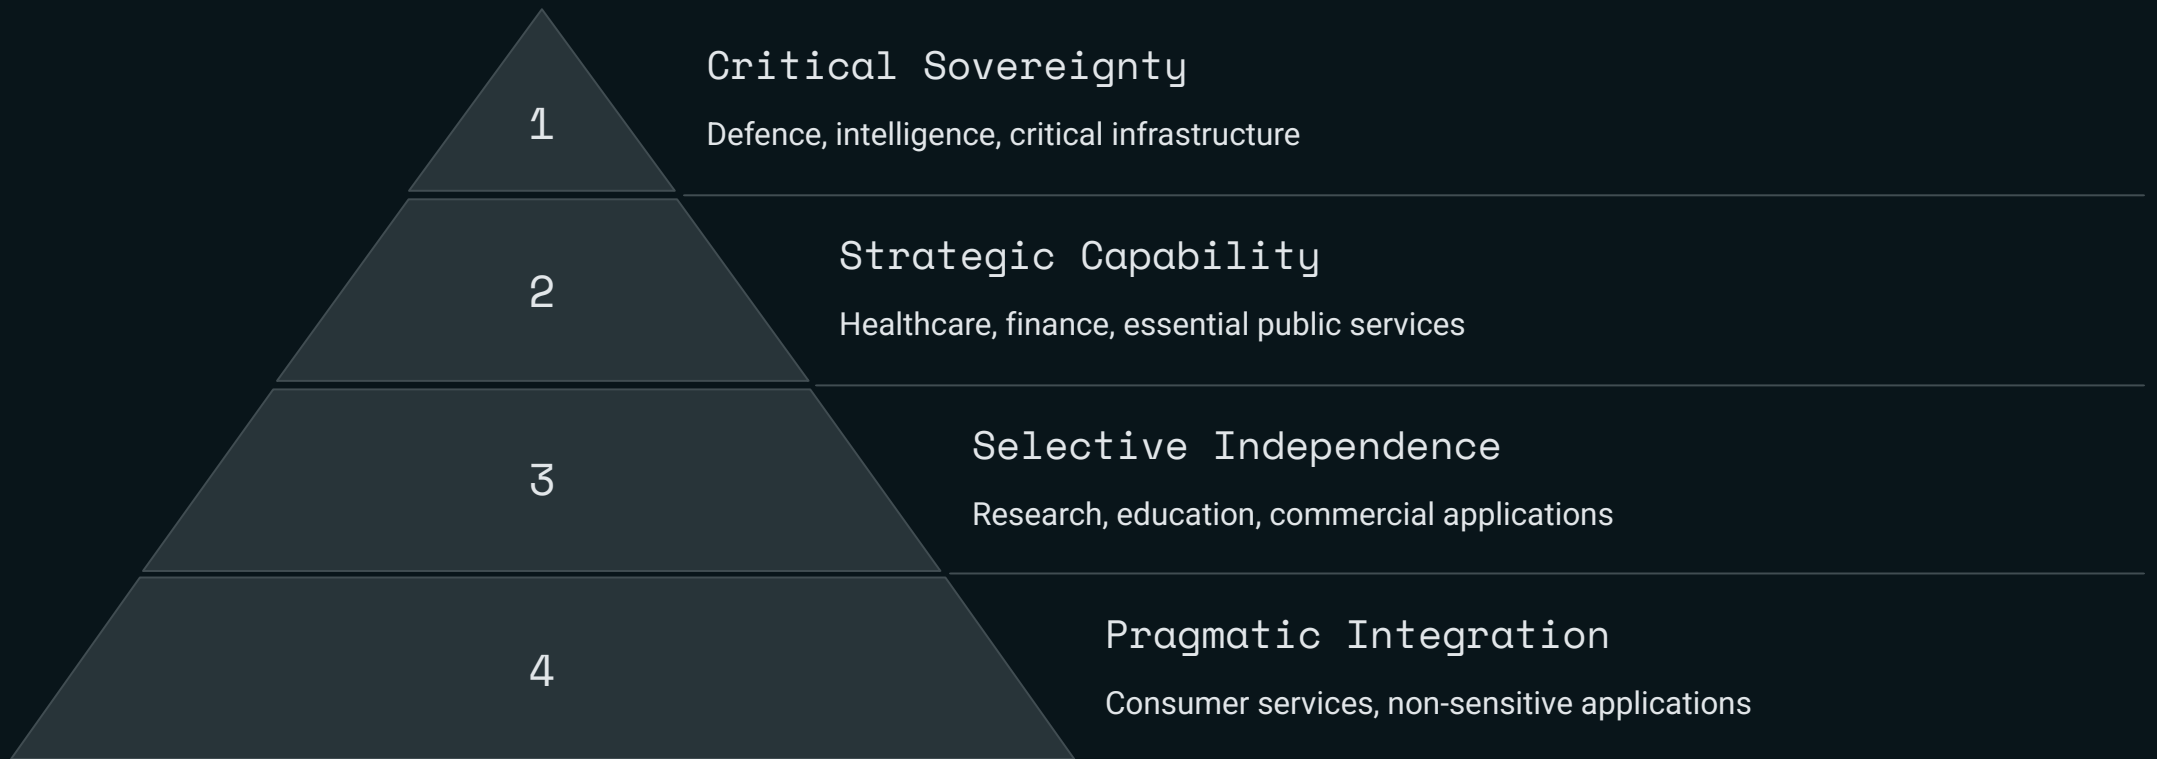 1
Critical Sovereignty
Defence, intelligence, critical infrastructure
2
Strategic Capability
Healthcare, finance, essential public services
3
Selective Independence
Research, education, commercial applications
4
Pragmatic Integration
Consumer services, non-sensitive applications